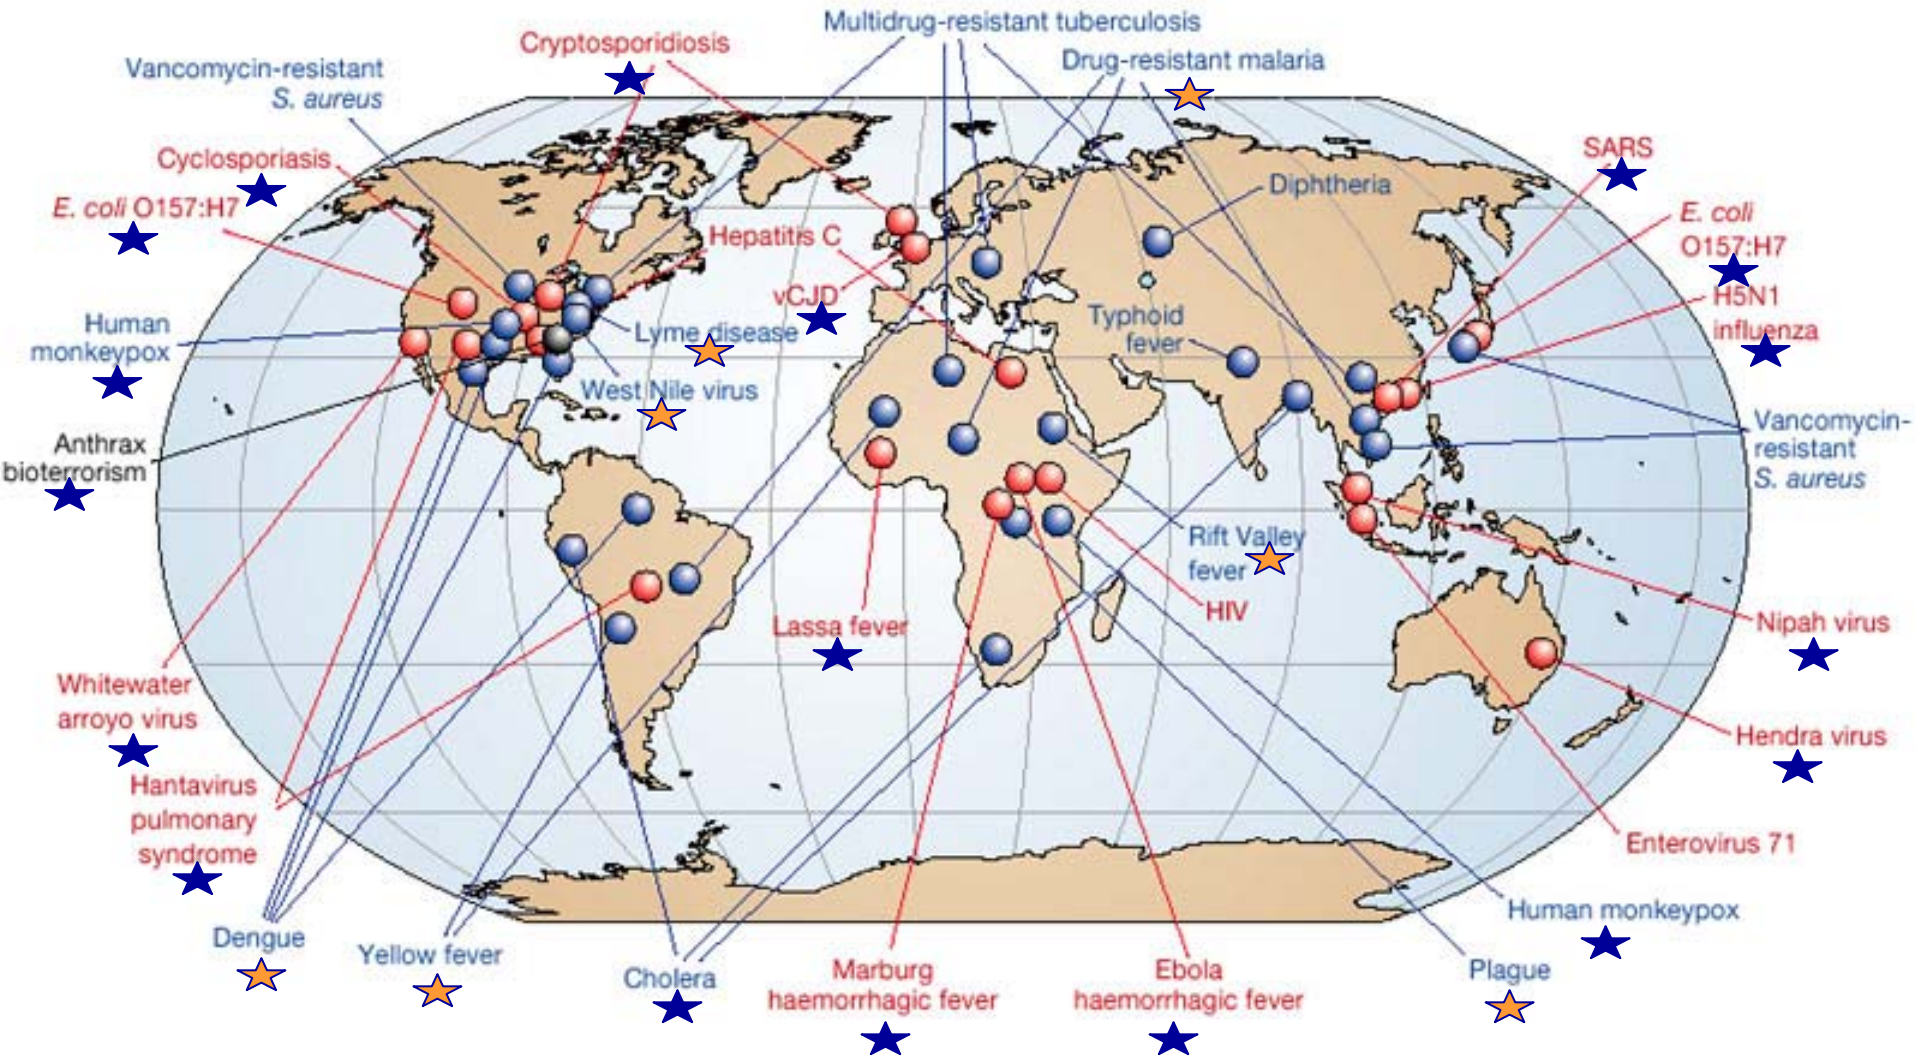 Multidrug-resistant tuberculosis
Cryptosporidiosis
Drug-resistant malaria
Vancomycin-resistant
S. aureus
SARS
Cyclosporiasis
Diphtheria
E. coli O157:H7
E. coli
O157:H7
Hepatitis C
vCJD
H5N1
influenza
Human
monkeypox
Lyme disease
Typhoid
fever
West Nile virus
Anthrax
bioterrorism
Vancomycin-
resistant
S. aureus
Rift Valley
fever
HIV
Lassa fever
Nipah virus
Whitewater
arroyo virus
Hendra virus
Hantavirus
pulmonary
syndrome
Enterovirus 71
Human monkeypox
Dengue
Yellow fever
Cholera
Marburg
haemorrhagic fever
Ebola
haemorrhagic fever
Plague